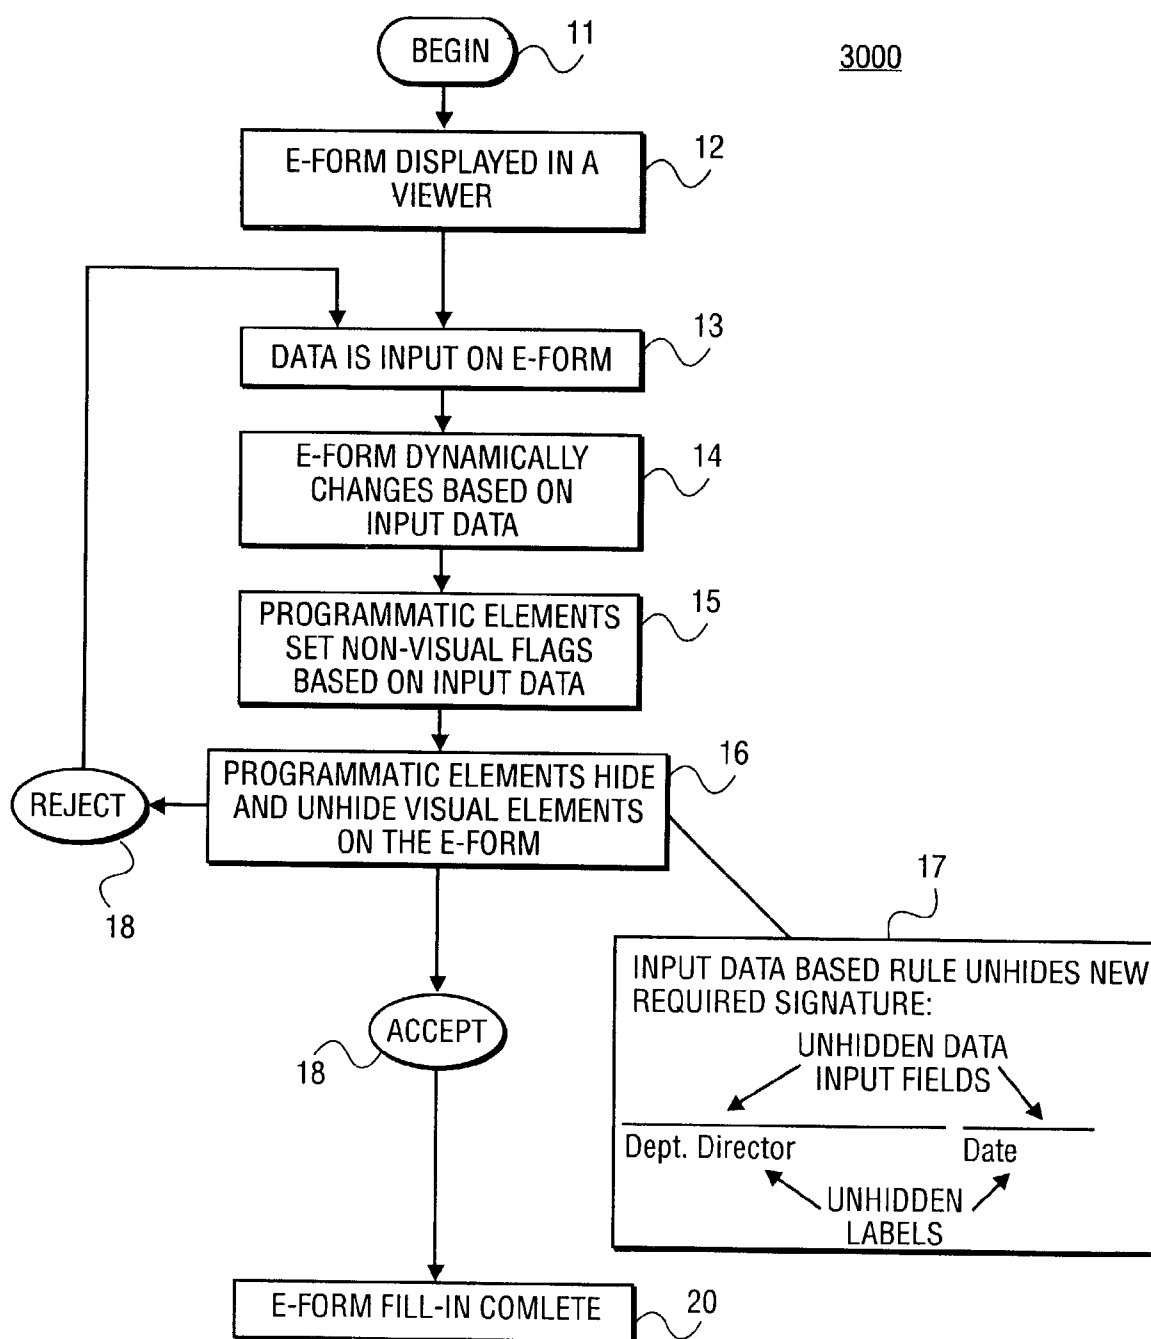 BEGIN
11
3000
E-FORM DISPLAYED IN A
VIEWER
12
DATA IS INPUT ON E-FORM
13
E-FORM DYNAMICALLY
CHANGES BASED ON
INPUT DATA
14
PROGRAMMATIC ELEMENTS
SET NON-VISUAL FLAGS
BASED ON INPUT DATA
15
PROGRAMMATIC ELEMENTS HIDE
AND UNHIDE VISUAL ELEMENTS
ON THE E-FORM
16
REJECT
18
17
INPUT DATA BASED RULE UNHIDES NEW
REQUIRED SIGNATURE:
UNHIDDEN DATA
INPUT FIELDS
Dept. Director
Date
UNHIDDEN
LABELS
ACCEPT
18
E-FORM FILL-IN COMLETE
20